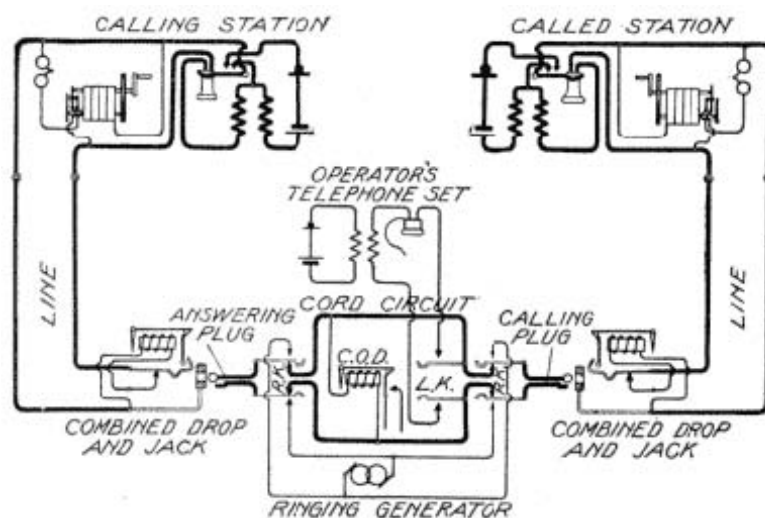 CALLING STATION
CALLED STATION
OPERATOR'S
TELEPHONE SET
LINE
LINE
ANSWERING
PLUG
CORD CIRCUIT
CALLING
PLUG
C.O.D.
R.K.
L.K.
R.K.
COMBINED DROP
AND JACK
COMBINED DROP
AND JACK
RINGING GENERATOR